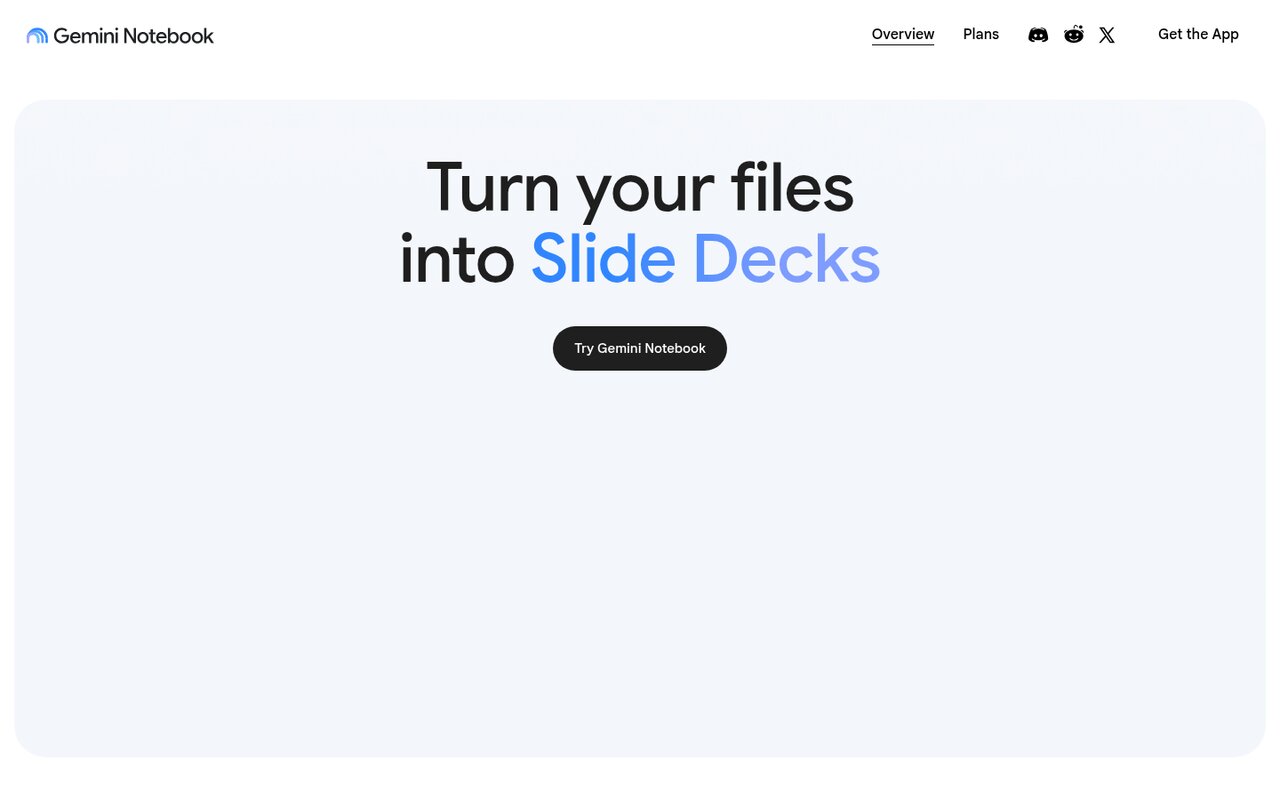 Gemini Notebook
Overview
Plans
Get the App
Turn your files
into Slide Decks
Try Gemini Notebook